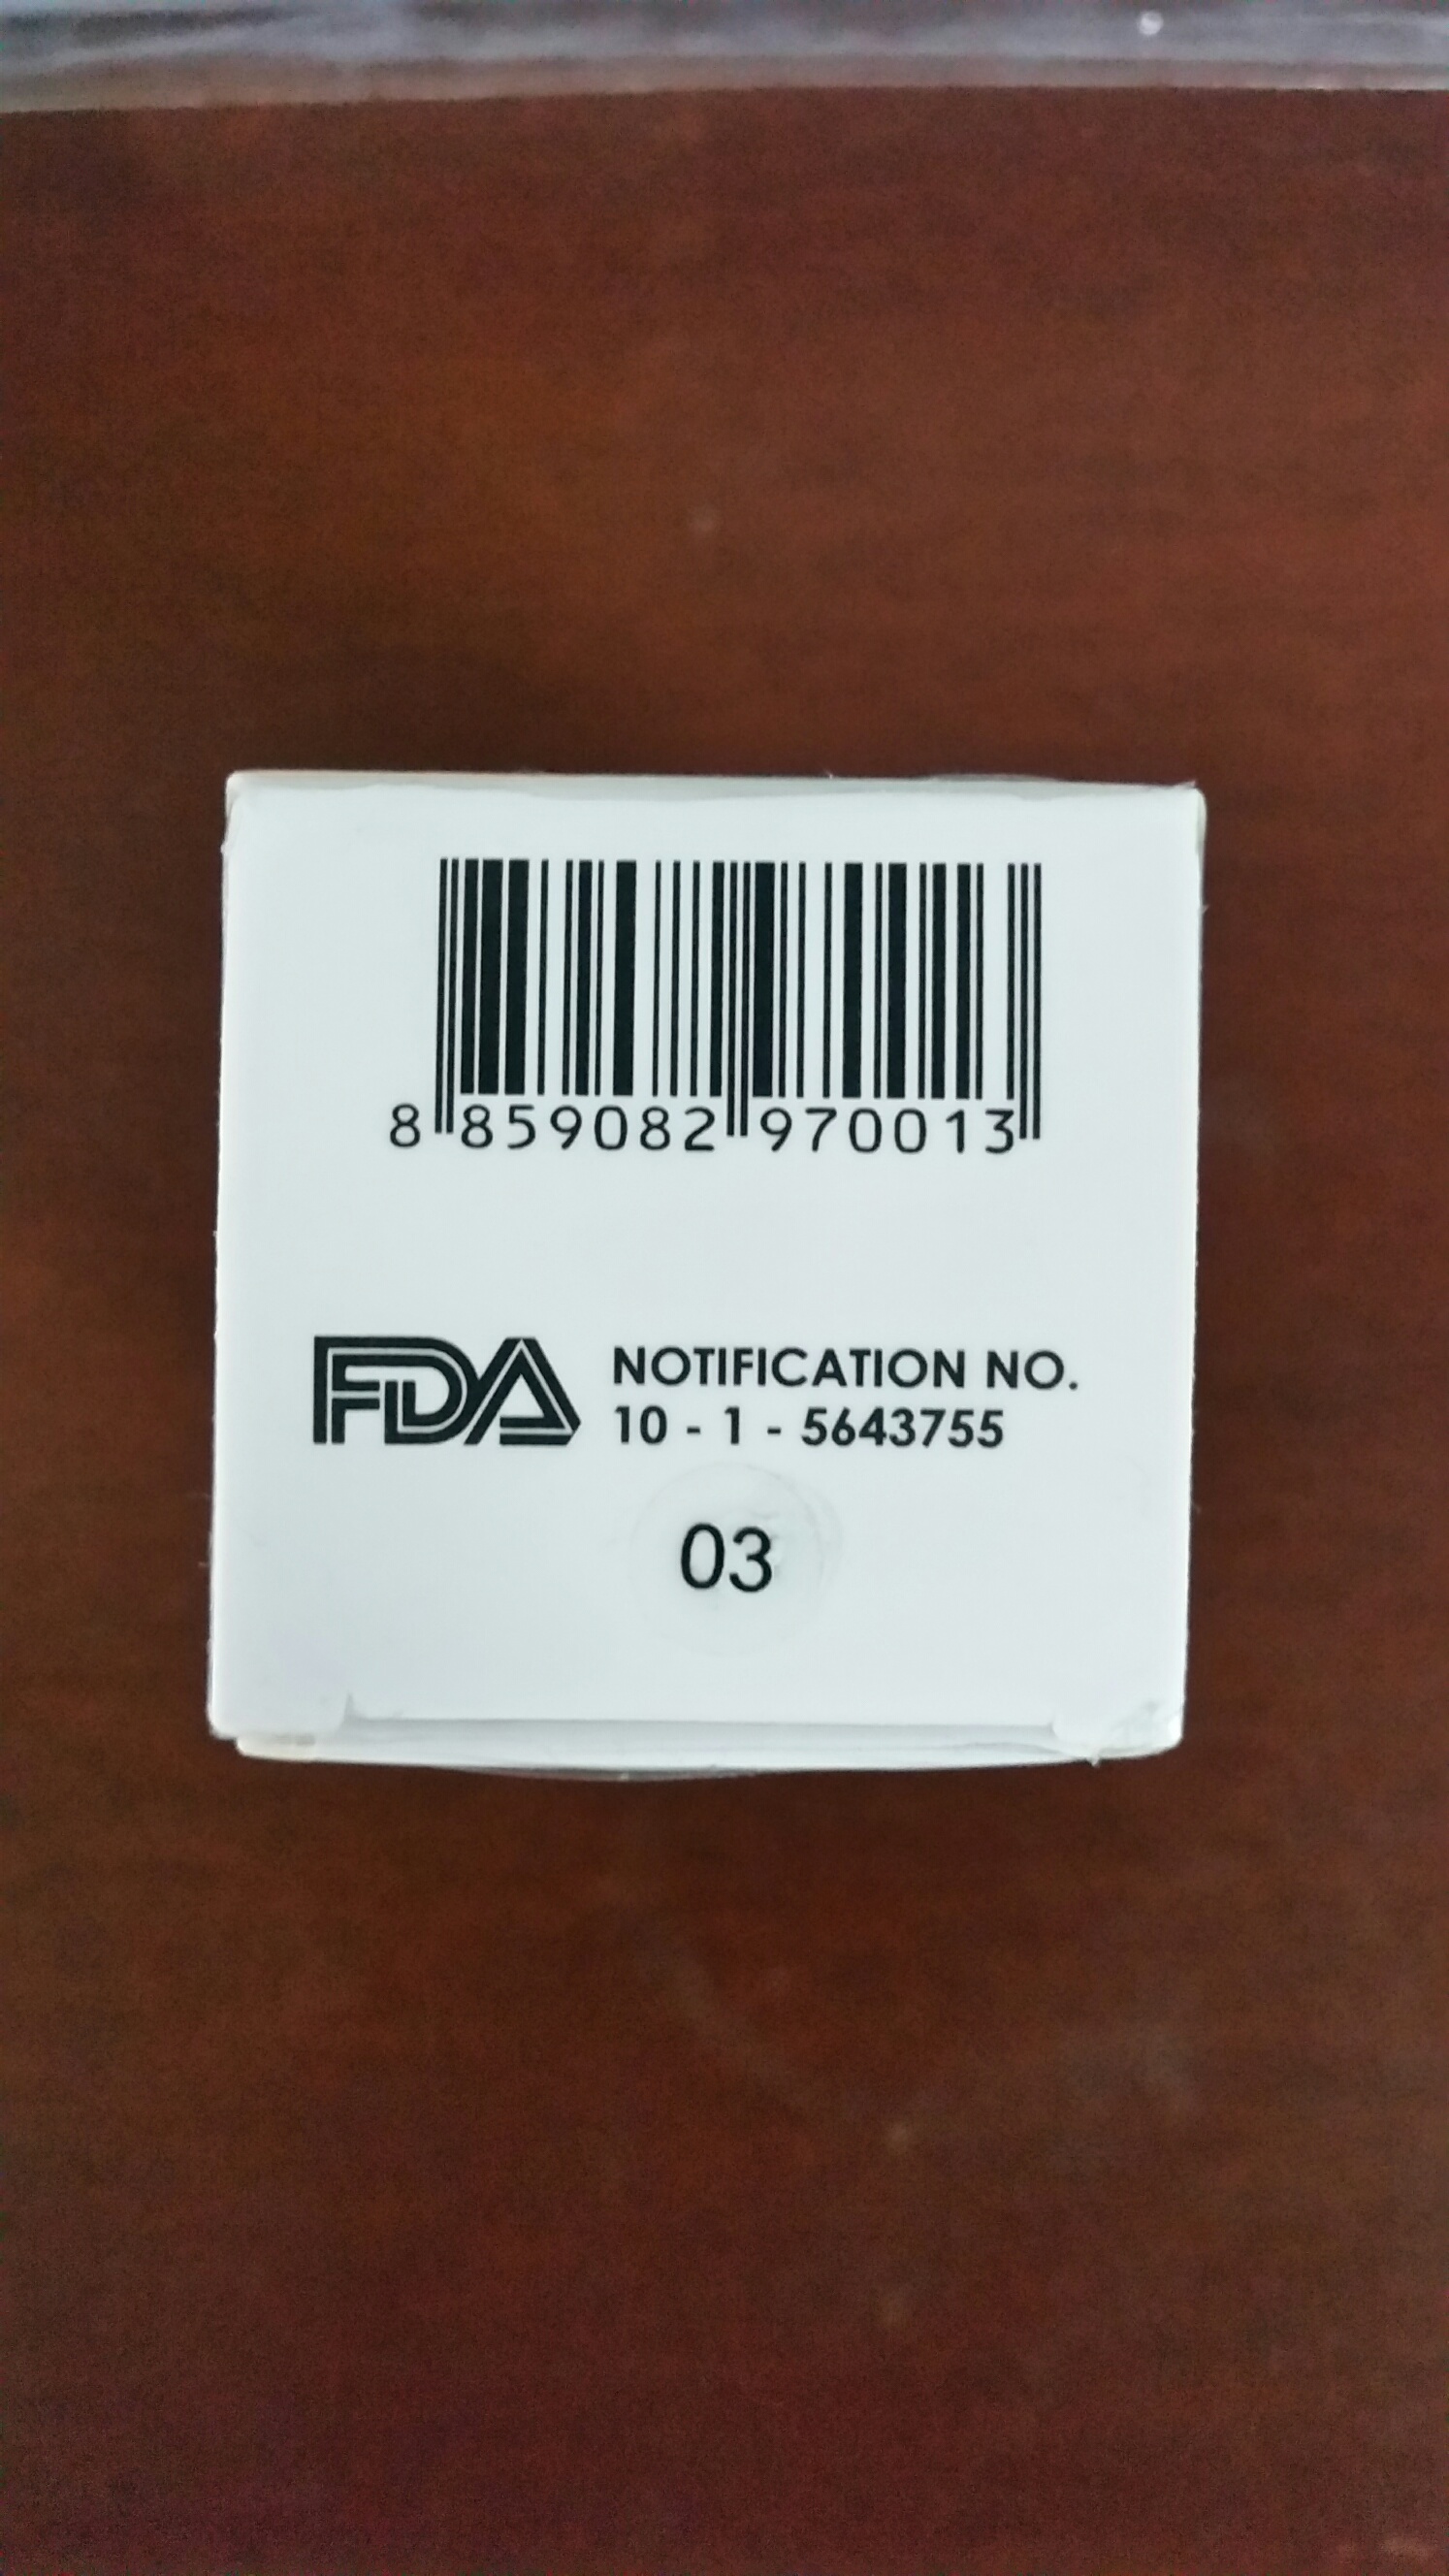 8 859082 970013
FDA NOTIFICATION NO.
10 - 1 - 5643755
03